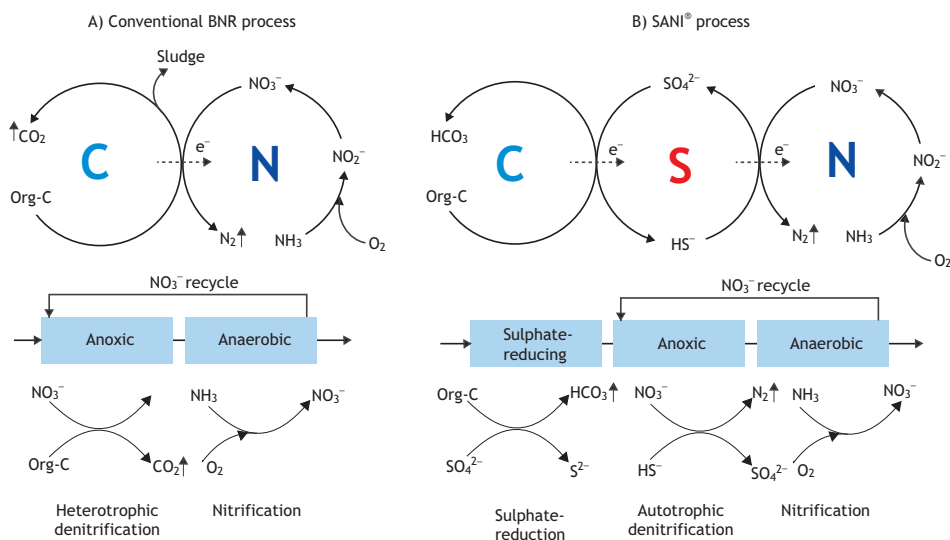 A) Conventional BNR process
Sludge
NO₃⁻
↑CO₂
C
e⁻
N
NO₂⁻
Org-C
N₂↑
NH₃
O₂
NO₃⁻ recycle
Anoxic
Anaerobic
NO₃⁻
NH₃
NO₃⁻
Org-C
CO₂↑
O₂
Heterotrophic
denitrification
Nitrification
B) SANI® process
SO₄²⁻
NO₃⁻
HCO₃
C
e⁻
S
e⁻
N
NO₂⁻
Org-C
HS⁻
N₂↑
NH₃
O₂
NO₃⁻ recycle
Sulphate-
reducing
Anoxic
Anaerobic
Org-C
HCO₃↑
NO₃⁻
N₂↑
NH₃
NO₃⁻
SO₄²⁻
S²⁻
HS⁻
SO₄²⁻
O₂
Sulphate-
reduction
Autotrophic
denitrification
Nitrification